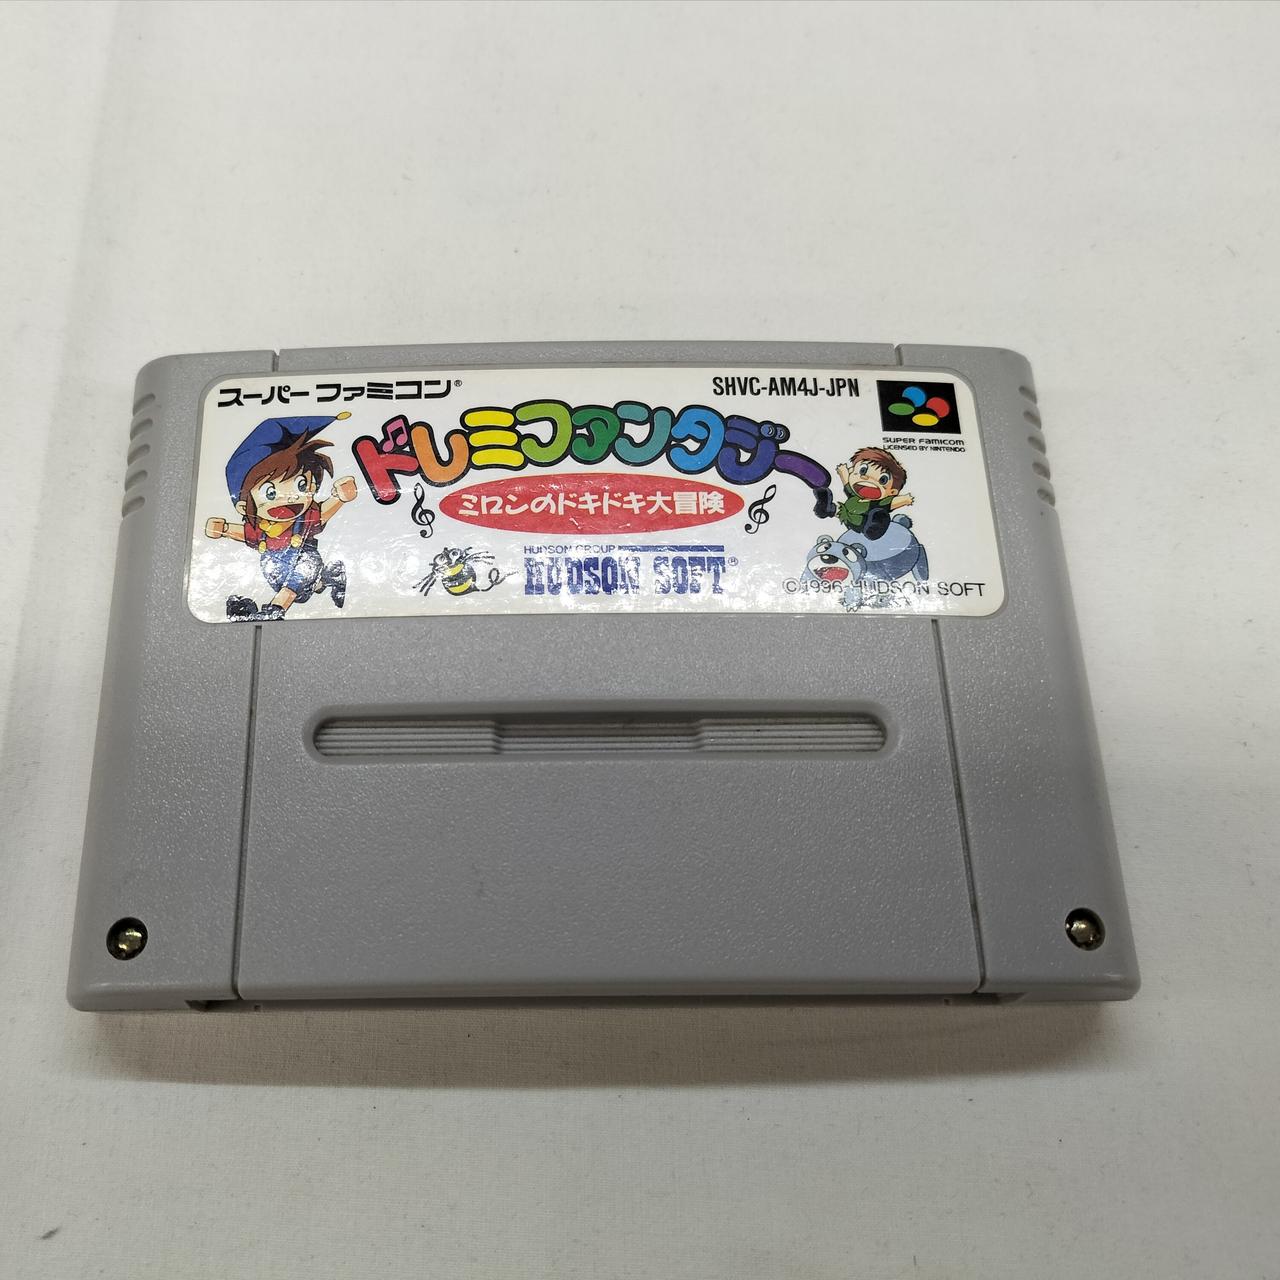 スーパーファミコン®
SHVC-AM4J-JPN
ドレミファンタジー
SUPER FAMICOM
LICENSED BY NINTENDO
ミロンのドキドキ大冒険
HUDSON GROUP
HUDSON SOFT®
©1996 HUDSON SOFT